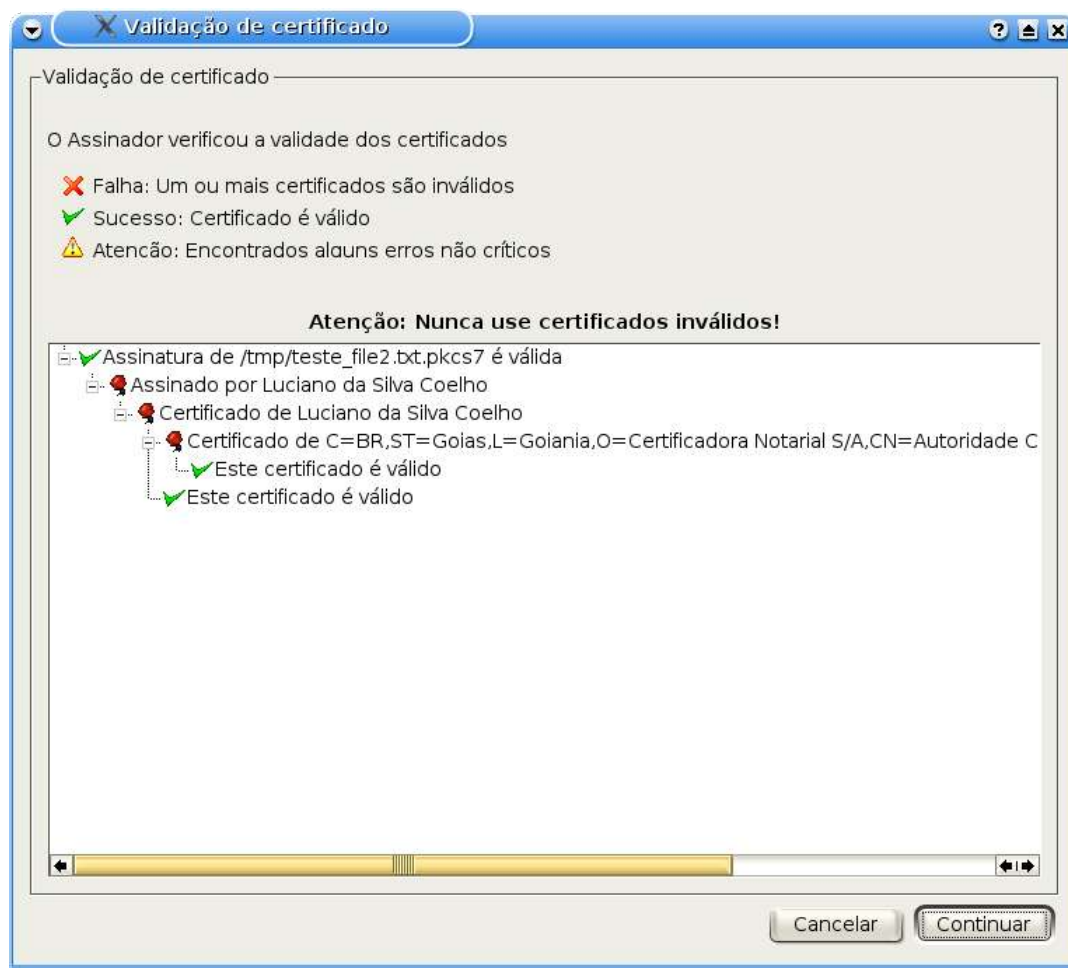 Validação de certificado
Validação de certificado
O Assinador verificou a validade dos certificados
Falha: Um ou mais certificados são inválidos
Sucesso: Certificado é válido
Atenção: Encontrados alguns erros não críticos
Atenção: Nunca use certificados inválidos!
Assinatura de /tmp/teste_file2.txt.pkcs7 é válida
Assinado por Luciano da Silva Coelho
Certificado de Luciano da Silva Coelho
Certificado de C=BR,ST=Goias,L=Goiania,O=Certificadora Notarial S/A,CN=Autoridade C
Este certificado é válido
Este certificado é válido
Cancelar
Continuar